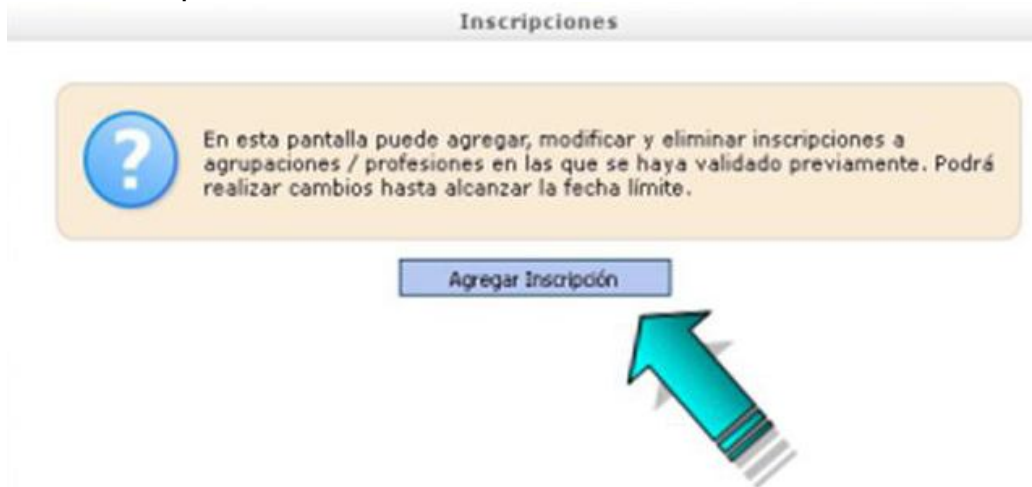 Inscripciones
?
En esta pantalla puede agregar, modificar y eliminar inscripciones a
agrupaciones / profesiones en las que se haya validado previamente. Podrá
realizar cambios hasta alcanzar la fecha límite.
Agregar Inscripción